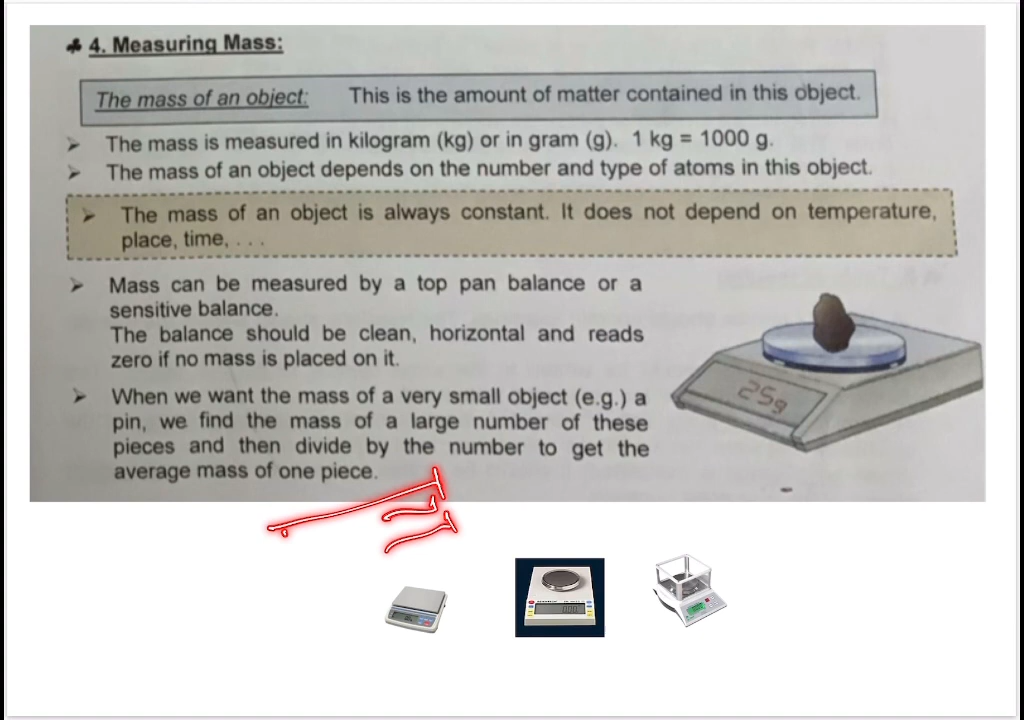 ♣ 4. Measuring Mass:
The mass of an object: This is the amount of matter contained in this object.
➤ The mass is measured in kilogram (kg) or in gram (g). 1 kg = 1000 g.
➤ The mass of an object depends on the number and type of atoms in this object.
➤ The mass of an object is always constant. It does not depend on temperature,
place, time, . . .
➤ Mass can be measured by a top pan balance or a
sensitive balance.
The balance should be clean, horizontal and reads
zero if no mass is placed on it.
25g
➤ When we want the mass of a very small object (e.g.) a
pin, we find the mass of a large number of these
pieces and then divide by the number to get the
average mass of one piece.